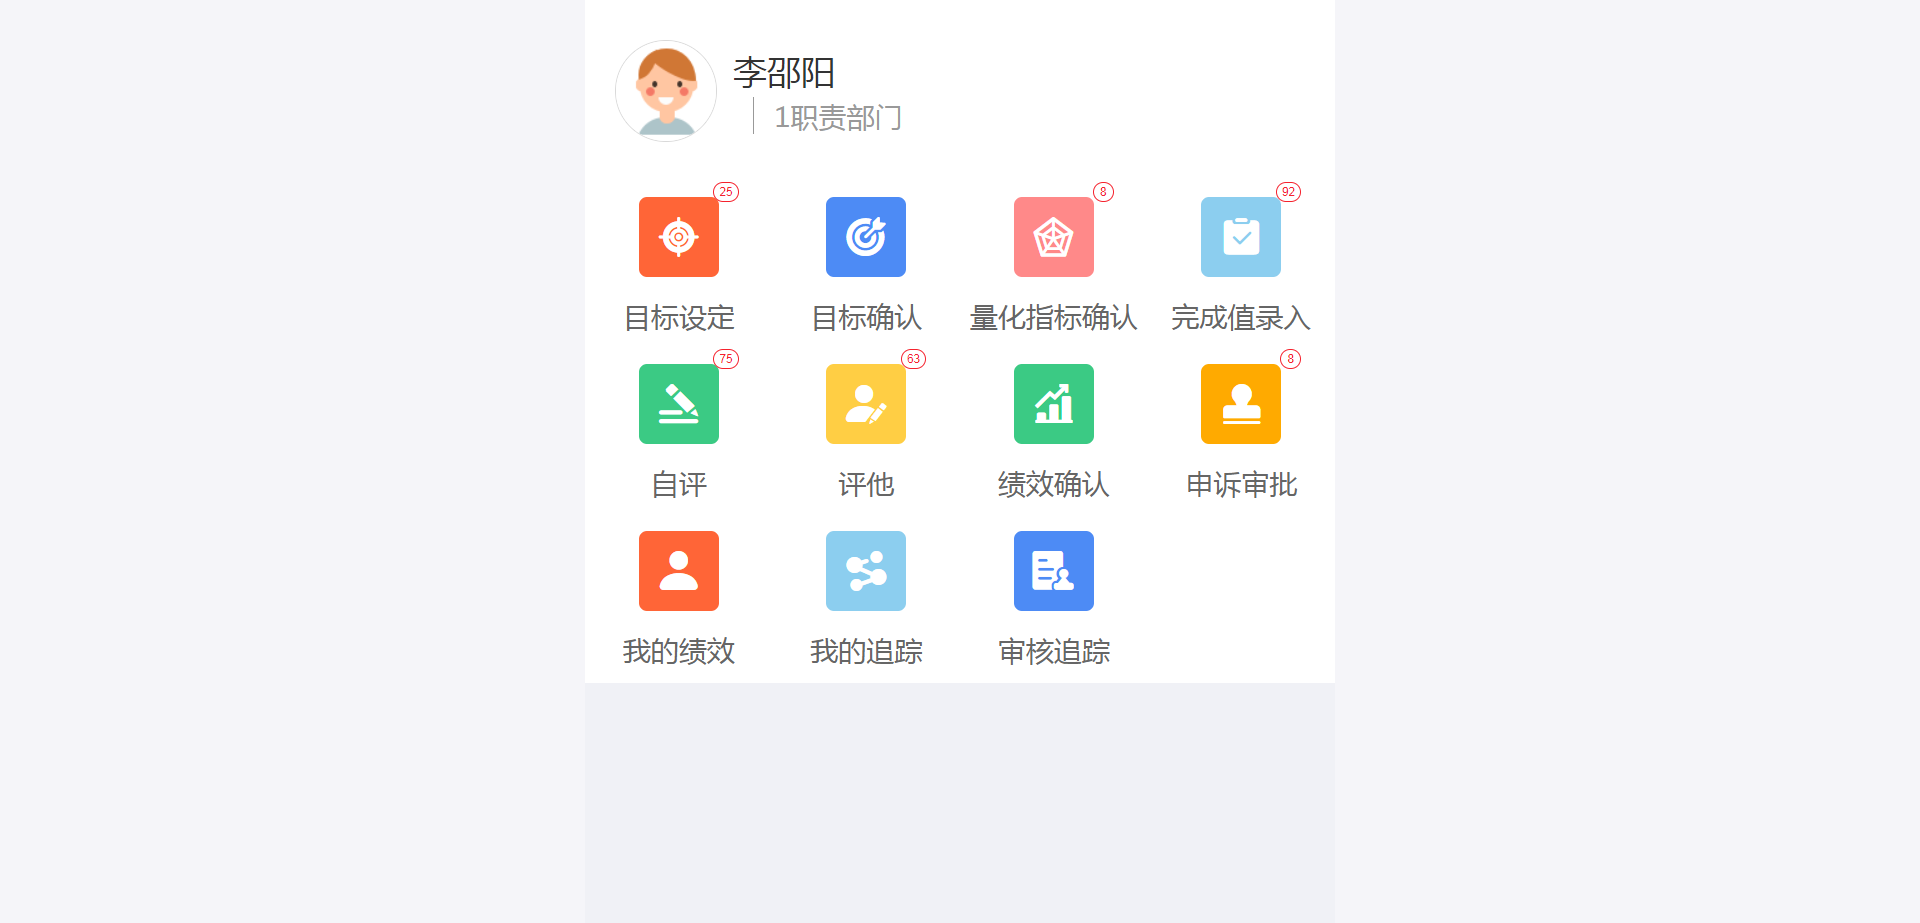 李邵阳
1职责部门
25 8 92
目标设定 目标确认 量化指标确认 完成值录入
75 63 8
自评 评他 绩效确认 申诉审批
我的绩效 我的追踪 审核追踪